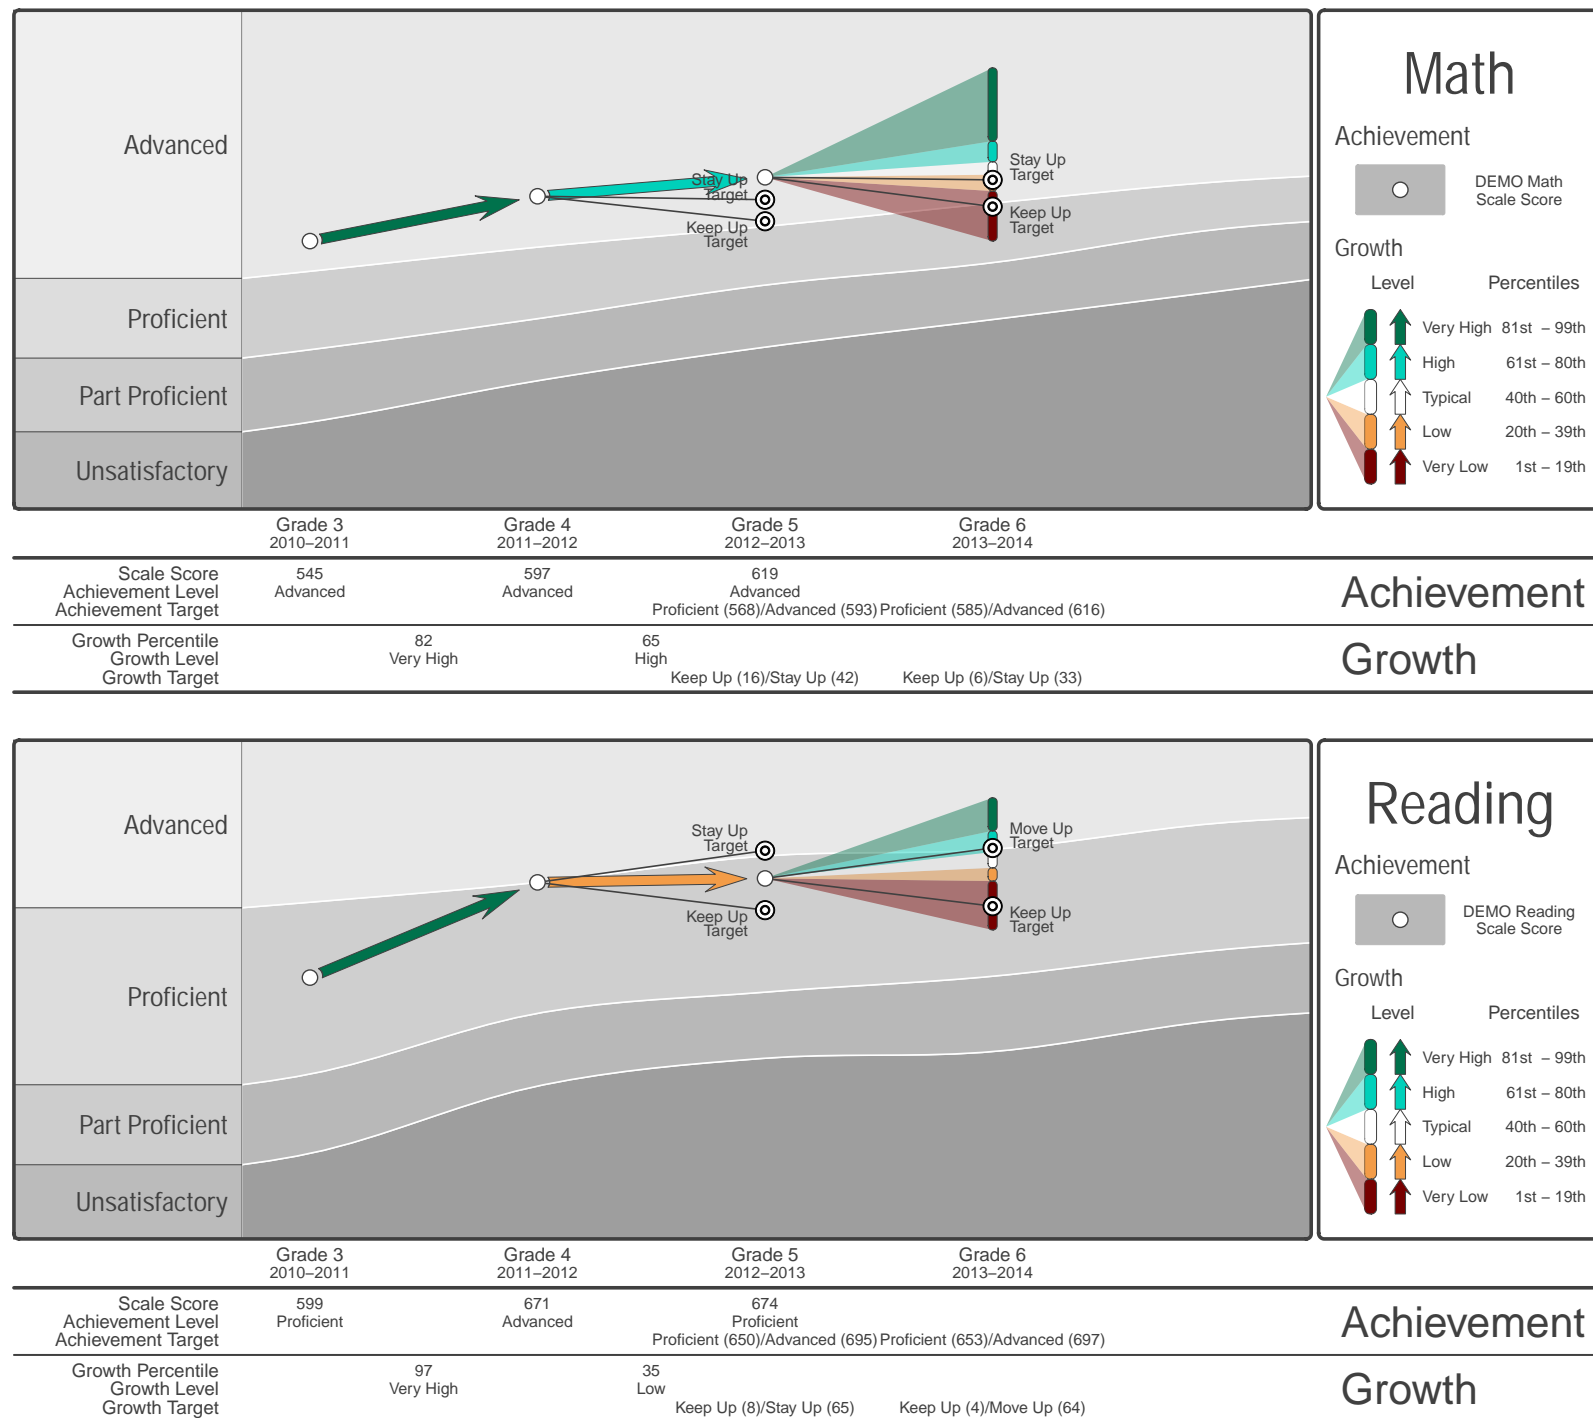 Math
Advanced
Proficient
Part Proficient
Unsatisfactory
Stay Up
Target
Keep Up
Target
Stay Up
Target
Keep Up
Target
Achievement
DEMO Math
Scale Score
Growth
Level Percentiles
Very High 81st – 99th
High 61st – 80th
Typical 40th – 60th
Low 20th – 39th
Very Low 1st – 19th
Grade 3 Grade 4 Grade 5 Grade 6
2010–2011 2011–2012 2012–2013 2013–2014
Scale Score 545 597 619
Achievement Level Advanced Advanced Advanced
Achievement Target Proficient (568)/Advanced (593) Proficient (585)/Advanced (616)
Achievement
Growth Percentile 82 65
Growth Level Very High High
Growth Target Keep Up (16)/Stay Up (42) Keep Up (6)/Stay Up (33)
Growth
Reading
Advanced
Proficient
Part Proficient
Unsatisfactory
Stay Up
Target
Keep Up
Target
Move Up
Target
Keep Up
Target
Achievement
DEMO Reading
Scale Score
Growth
Level Percentiles
Very High 81st – 99th
High 61st – 80th
Typical 40th – 60th
Low 20th – 39th
Very Low 1st – 19th
Grade 3 Grade 4 Grade 5 Grade 6
2010–2011 2011–2012 2012–2013 2013–2014
Scale Score 599 671 674
Achievement Level Proficient Advanced Proficient
Achievement Target Proficient (650)/Advanced (695) Proficient (653)/Advanced (697)
Achievement
Growth Percentile 97 35
Growth Level Very High Low
Growth Target Keep Up (8)/Stay Up (65) Keep Up (4)/Move Up (64)
Growth